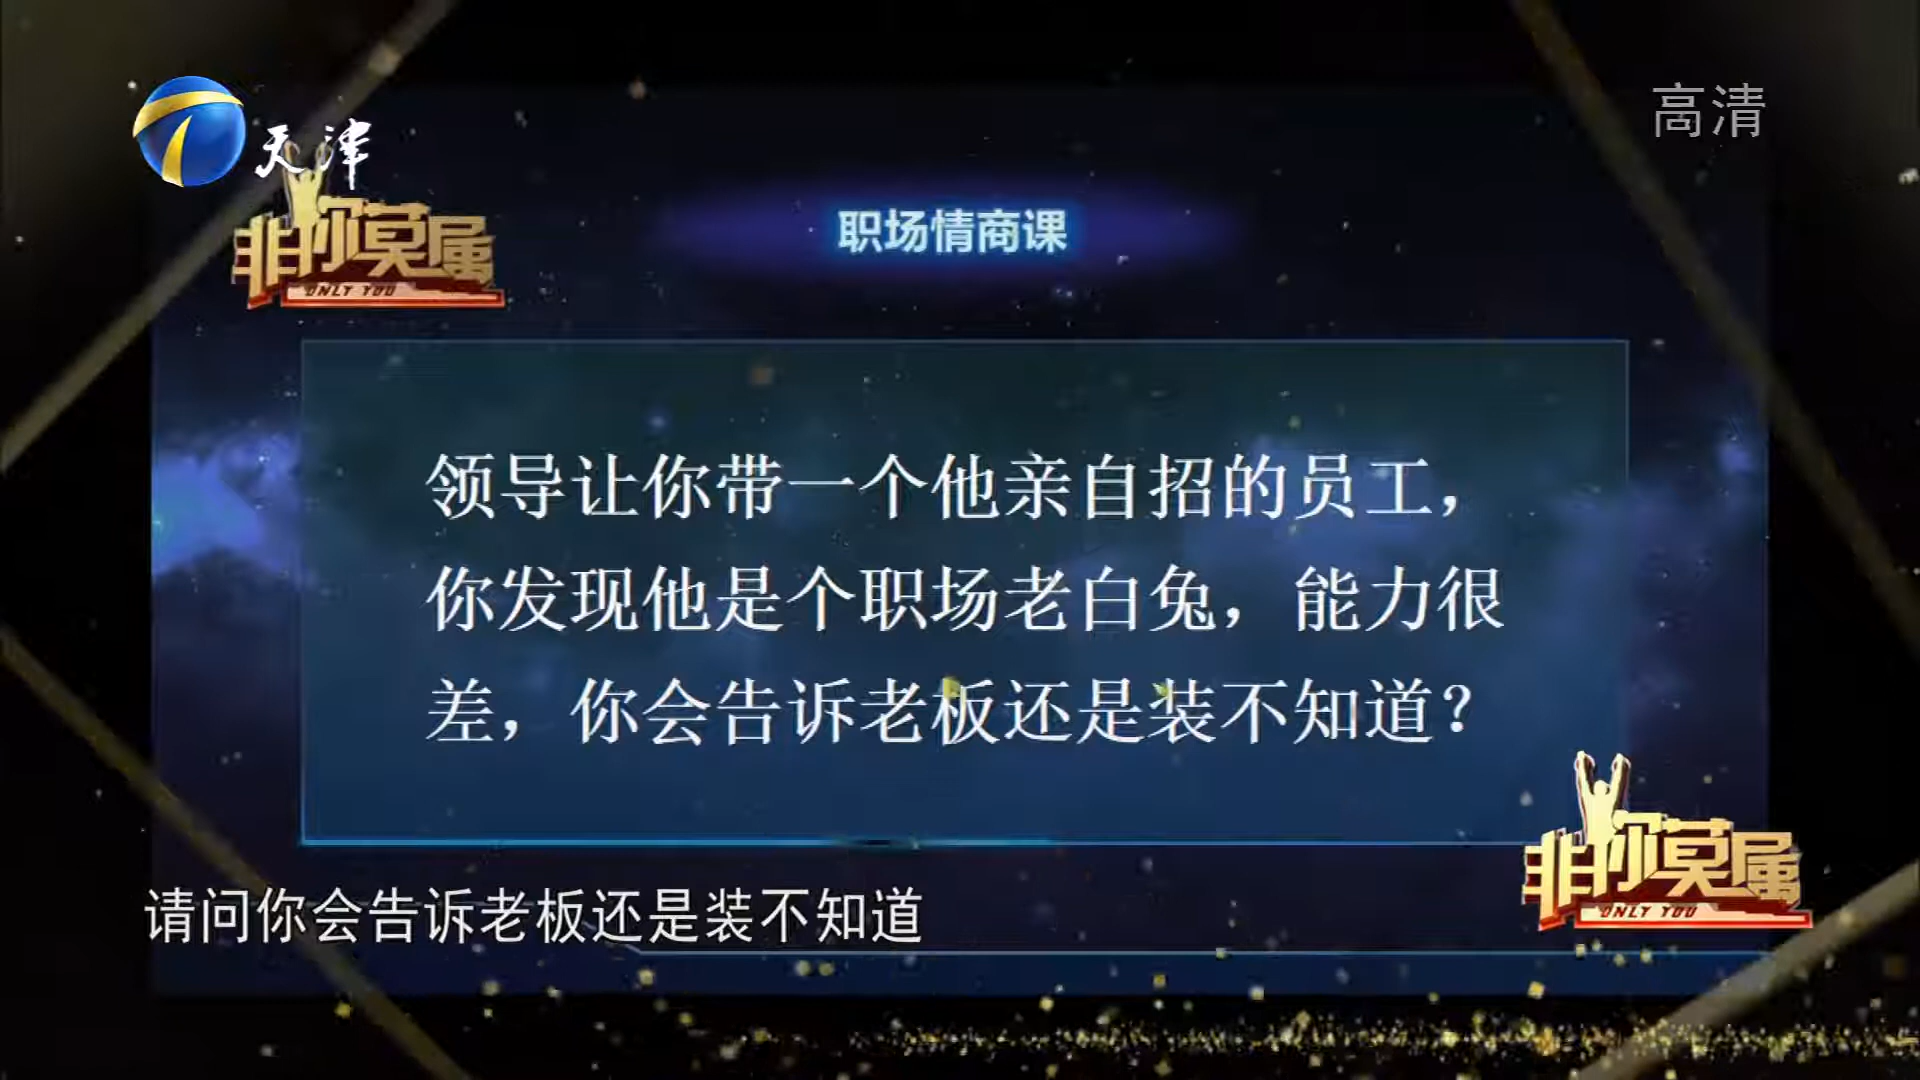 天津
高清
非你莫属
ONLY YOU
职场情商课
领导让你带一个他亲自招的员工，
你发现他是个职场老白兔，能力很
差，你会告诉老板还是装不知道？
非你莫属
ONLY YOU
请问你会告诉老板还是装不知道